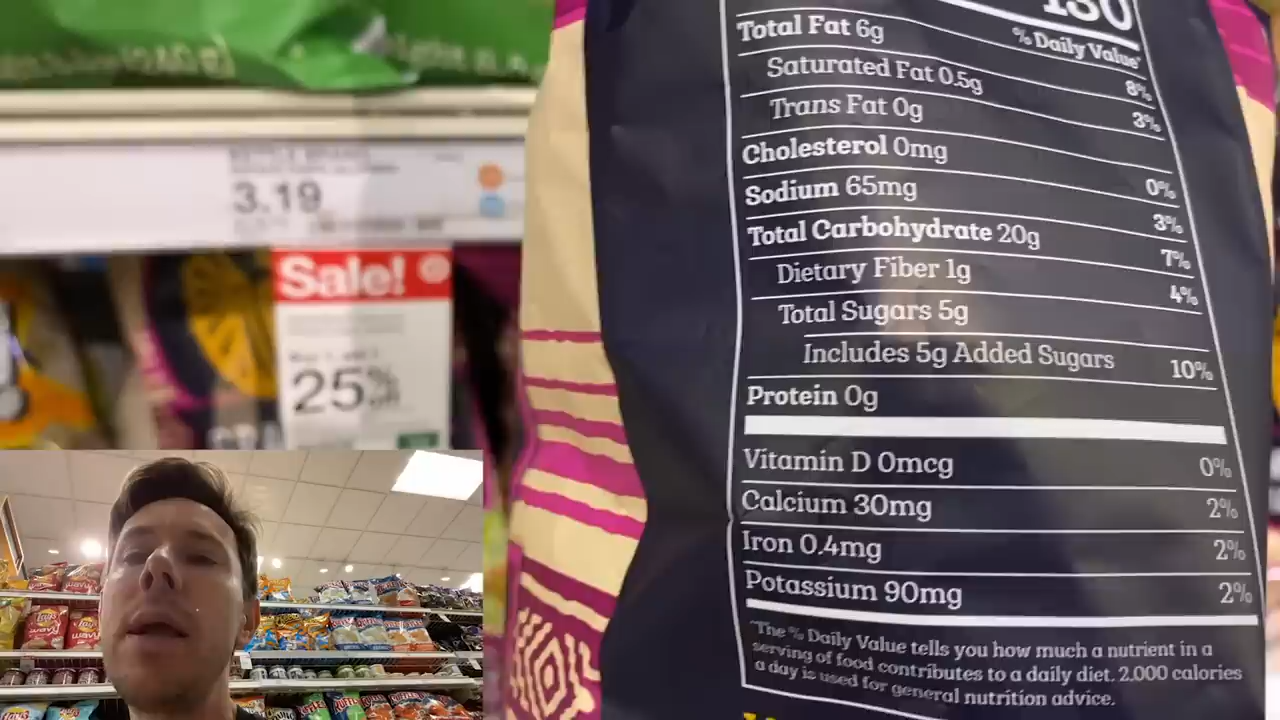 130
% Daily Value*
Total Fat 6g 8%
Saturated Fat 0.5g 3%
Trans Fat 0g
Cholesterol 0mg 0%
Sodium 65mg 3%
Total Carbohydrate 20g 7%
Dietary Fiber 1g 4%
Total Sugars 5g
Includes 5g Added Sugars 10%
Protein 0g
Vitamin D 0mcg 0%
Calcium 30mg 2%
Iron 0.4mg 2%
Potassium 90mg 2%
*The % Daily Value tells you how much a nutrient in a
serving of food contributes to a daily diet. 2,000 calories
a day is used for general nutrition advice.
3.19
Sale!
25%
Lay's